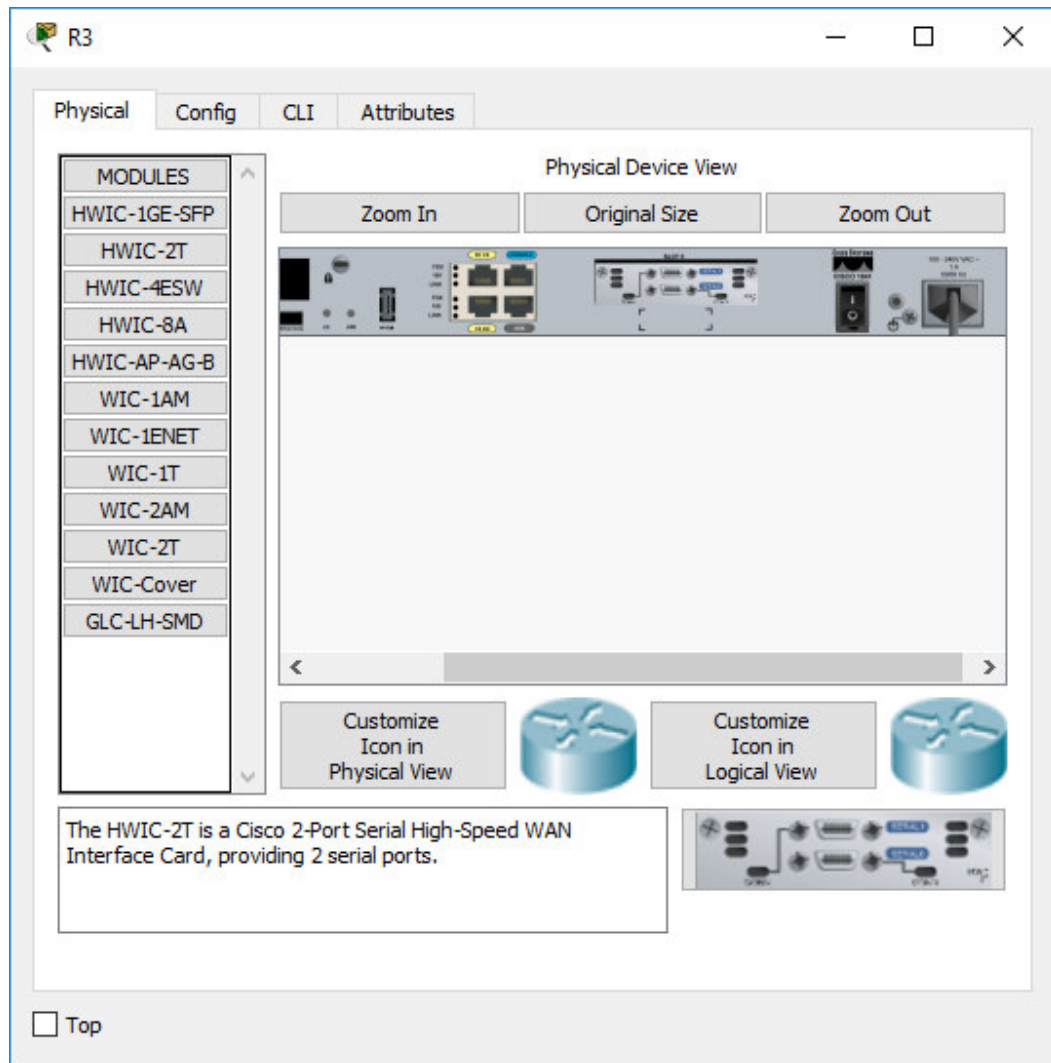 R3
Physical
Config
CLI
Attributes
MODULES
HWIC-1GE-SFP
HWIC-2T
HWIC-4ESW
HWIC-8A
HWIC-AP-AG-B
WIC-1AM
WIC-1ENET
WIC-1T
WIC-2AM
WIC-2T
WIC-Cover
GLC-LH-SMD
Physical Device View
Zoom In
Original Size
Zoom Out
Customize
Icon in
Physical View
Customize
Icon in
Logical View
The HWIC-2T is a Cisco 2-Port Serial High-Speed WAN
Interface Card, providing 2 serial ports.
Top